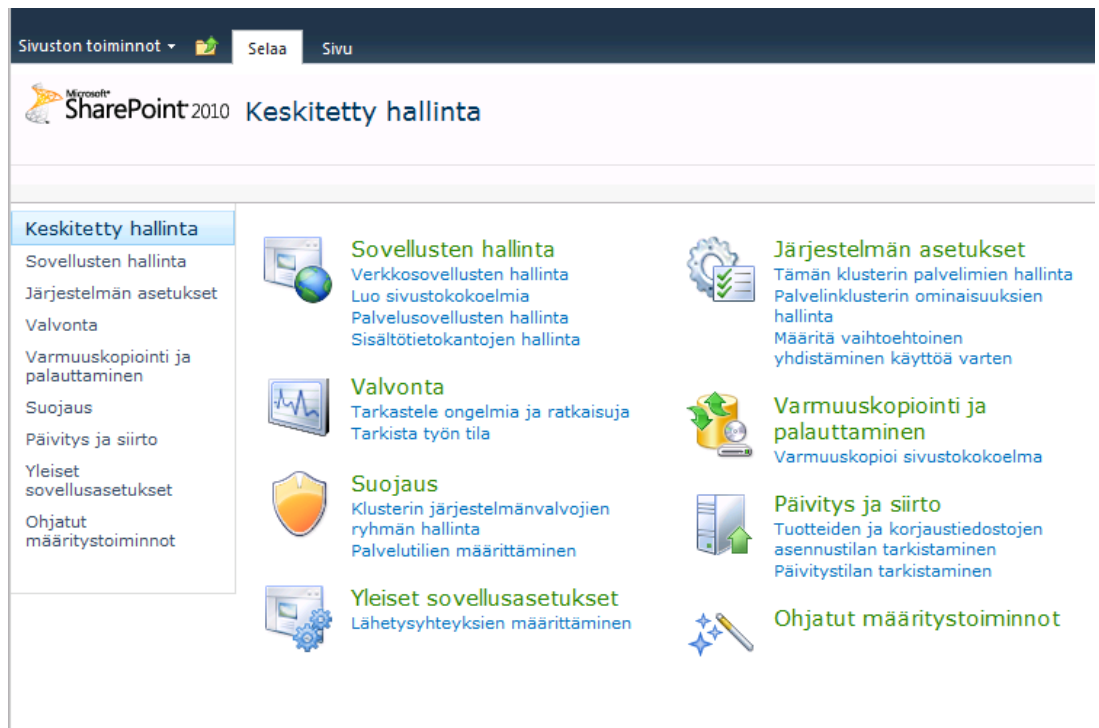 Sivuston toiminnot
Selaa
Sivu
Microsoft
SharePoint 2010
Keskitetty hallinta
Keskitetty hallinta
Sovellusten hallinta
Järjestelmän asetukset
Valvonta
Varmuuskopiointi ja
palauttaminen
Suojaus
Päivitys ja siirto
Yleiset
sovellusasetukset
Ohjatut
määritystoiminnot
Sovellusten hallinta
Verkkosovellusten hallinta
Luo sivustokokoelmia
Palvelusovellusten hallinta
Sisältötietokantojen hallinta
Valvonta
Tarkastele ongelmia ja ratkaisuja
Tarkista työn tila
Suojaus
Klusterin järjestelmänvalvojien
ryhmän hallinta
Palvelutilien määrittäminen
Yleiset sovellusasetukset
Lähetysyhteyksien määrittäminen
Järjestelmän asetukset
Tämän klusterin palvelimien hallinta
Palvelinklusterin ominaisuuksien
hallinta
Määritä vaihtoehtoinen
yhdistäminen käyttöä varten
Varmuuskopiointi ja
palauttaminen
Varmuuskopioi sivustokokoelma
Päivitys ja siirto
Tuotteiden ja korjaustiedostojen
asennustilan tarkistaminen
Päivitystilan tarkistaminen
Ohjatut määritystoiminnot